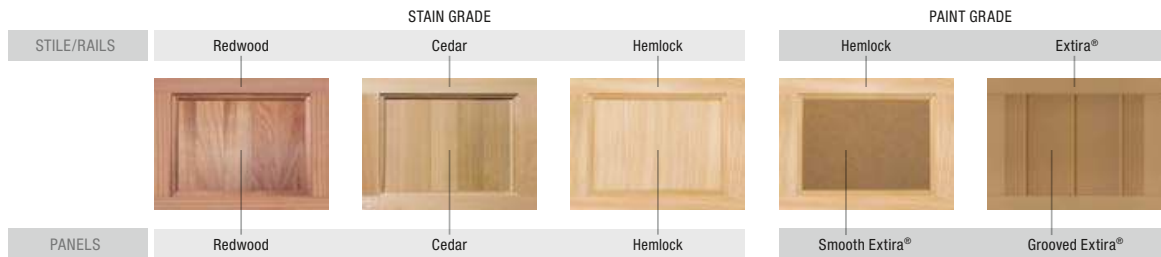 STAIN GRADE PAINT GRADE
STILE/RAILS Redwood Cedar Hemlock Hemlock Extira®
PANELS Redwood Cedar Hemlock Smooth Extira® Grooved Extira®